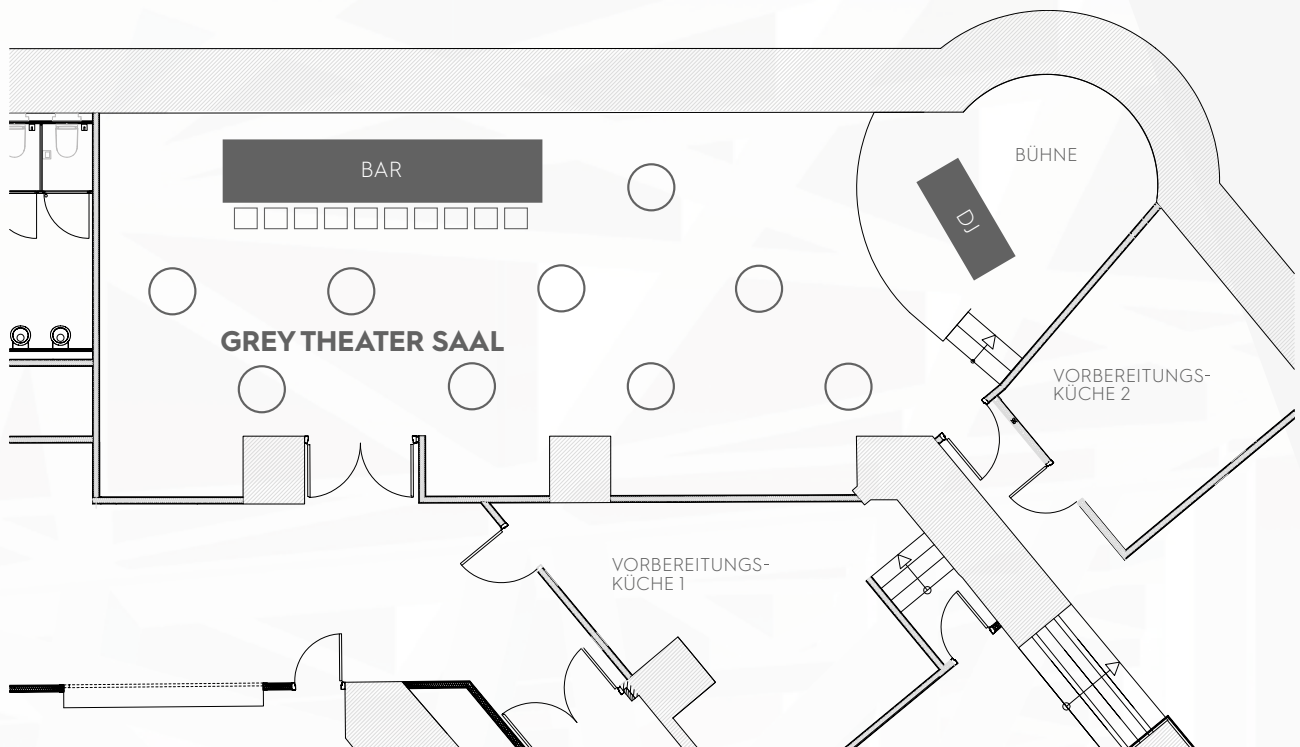 BAR
BÜHNE
DJ
GREY THEATER SAAL
VORBEREITUNGS-
KÜCHE 2
VORBEREITUNGS-
KÜCHE 1